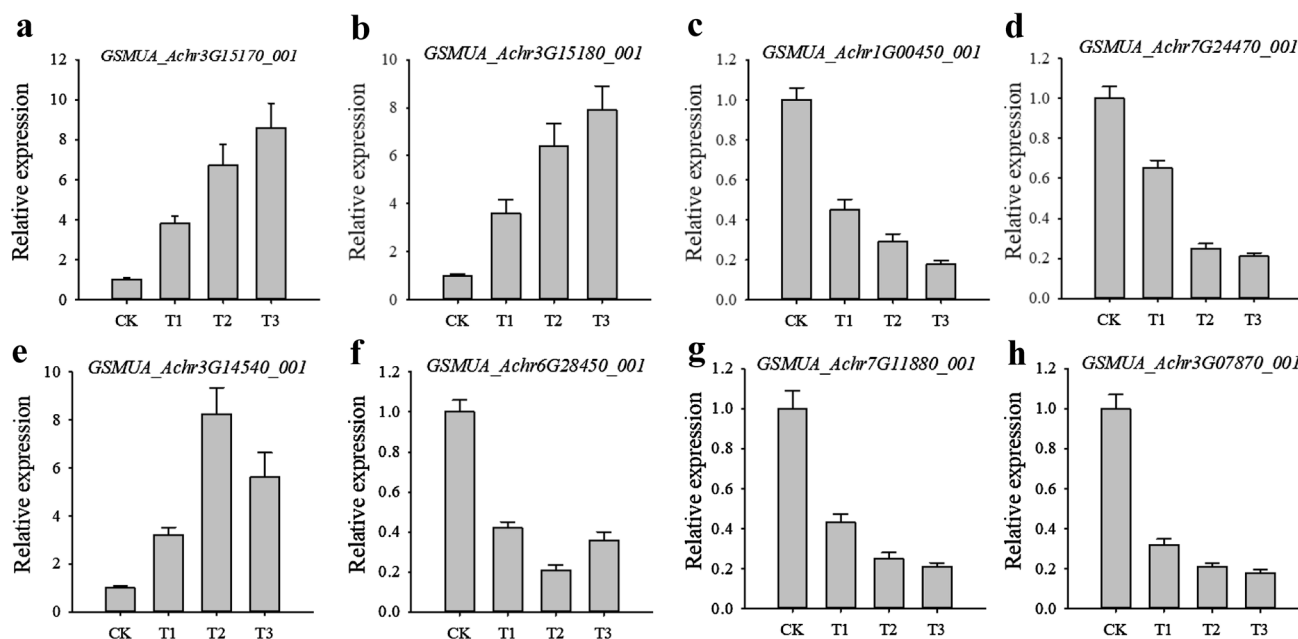 a
GSMUA_Achr3G15170_001
Relative expression
12
10
8
6
4
2
0
CK T1 T2 T3
b
GSMUA_Achr3G15180_001
Relative expression
10
8
6
4
2
0
CK T1 T2 T3
c
GSMUA_Achr1G00450_001
Relative expression
1.2
1.0
0.8
0.6
0.4
0.2
0.0
CK T1 T2 T3
d
GSMUA_Achr7G24470_001
Relative expression
1.2
1.0
0.8
0.6
0.4
0.2
0.0
CK T1 T2 T3
e
GSMUA_Achr3G14540_001
Relative expression
10
8
6
4
2
0
CK T1 T2 T3
f
GSMUA_Achr6G28450_001
Relative expression
1.2
1.0
0.8
0.6
0.4
0.2
0.0
CK T1 T2 T3
g
GSMUA_Achr7G11880_001
Relative expression
1.2
1.0
0.8
0.6
0.4
0.2
0.0
CK T1 T2 T3
h
GSMUA_Achr3G07870_001
Relative expression
1.2
1.0
0.8
0.6
0.4
0.2
0.0
CK T1 T2 T3